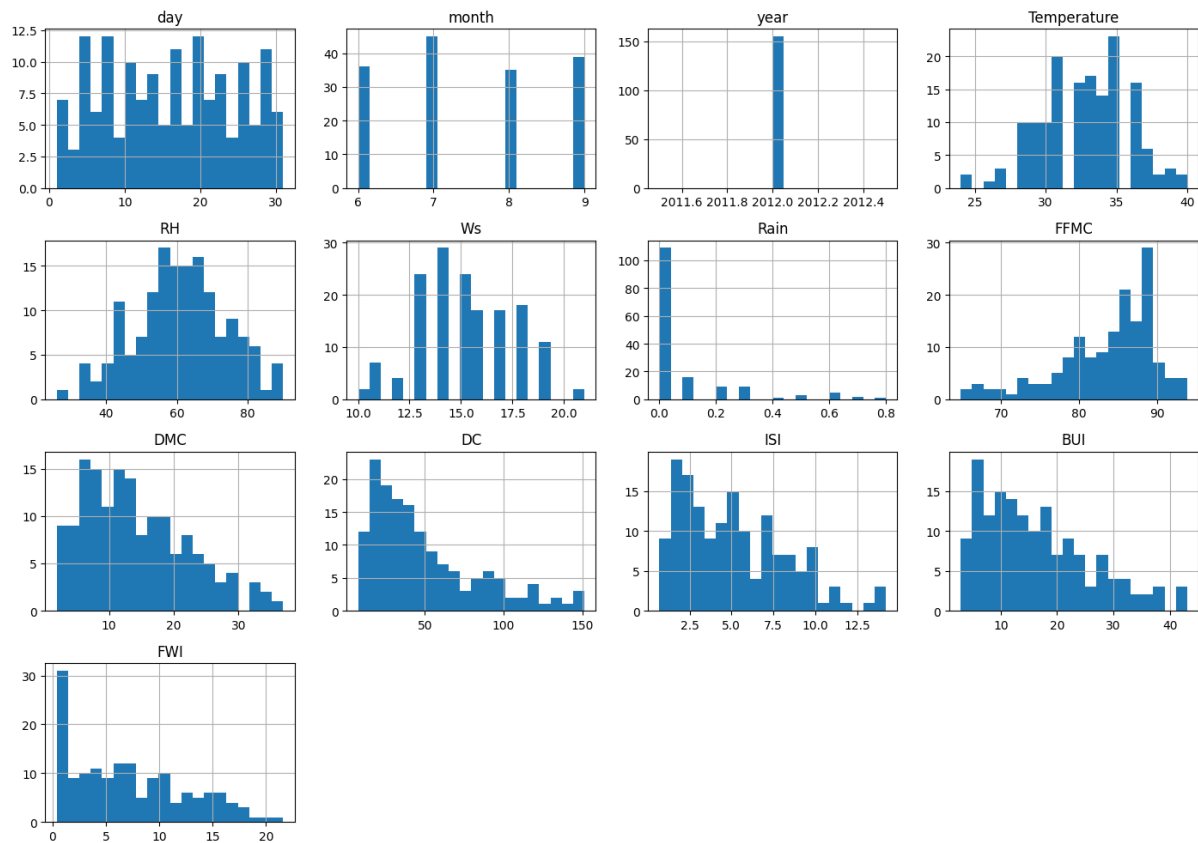 day month year Temperature
12.5 10.0 7.5 5.0 2.5 0.0
0 10 20 30
40 30 20 10 0
6 7 8 9
150 100 50 0
2011.6 2011.8 2012.0 2012.2 2012.4
20 15 10 5 0
25 30 35 40
RH Ws Rain FFMC
15 10 5 0
40 60 80
30 20 10 0
10.0 12.5 15.0 17.5 20.0
100 80 60 40 20 0
0.0 0.2 0.4 0.6 0.8
30 20 10 0
70 80 90
DMC DC ISI BUI
15 10 5 0
10 20 30
20 15 10 5 0
50 100 150
15 10 5 0
2.5 5.0 7.5 10.0 12.5
15 10 5 0
10 20 30 40
FWI
30 20 10 0
0 5 10 15 20